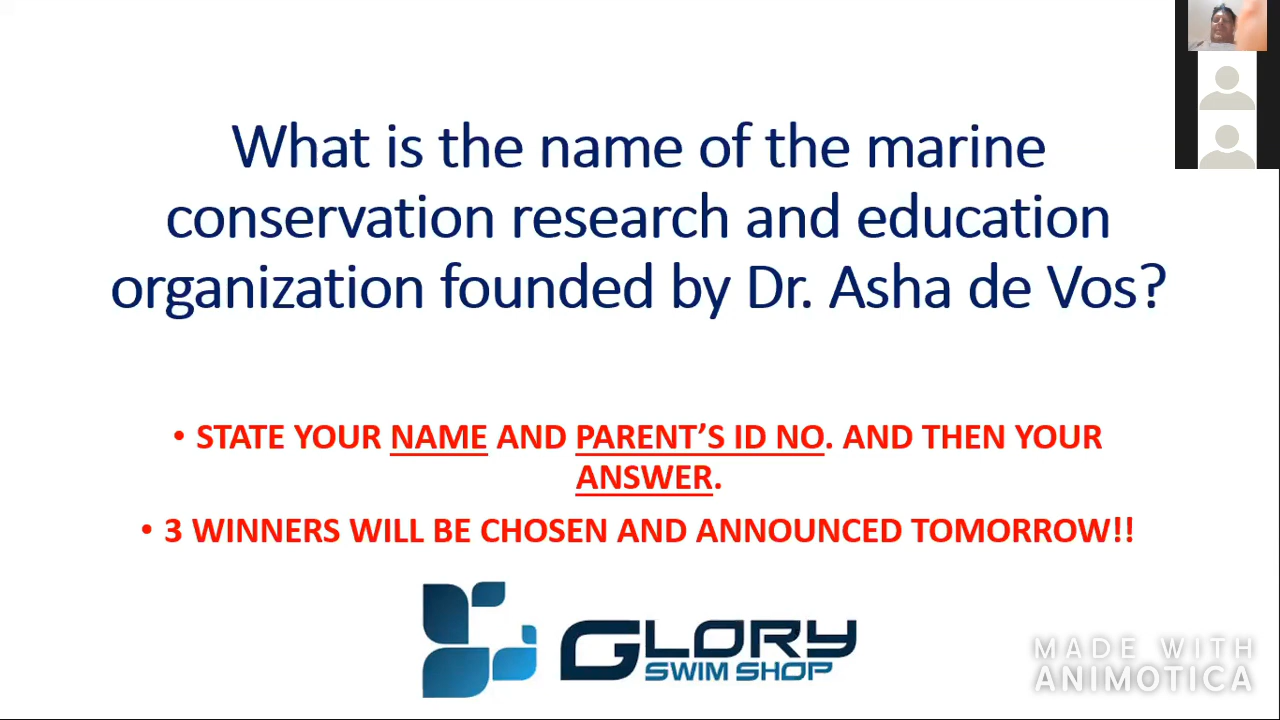 What is the name of the marine
conservation research and education
organization founded by Dr. Asha de Vos?
• STATE YOUR NAME AND PARENT’S ID NO. AND THEN YOUR
ANSWER.
• 3 WINNERS WILL BE CHOSEN AND ANNOUNCED TOMORROW!!
GLORY
SWIM SHOP
MADE WITH
ANIMOTICA